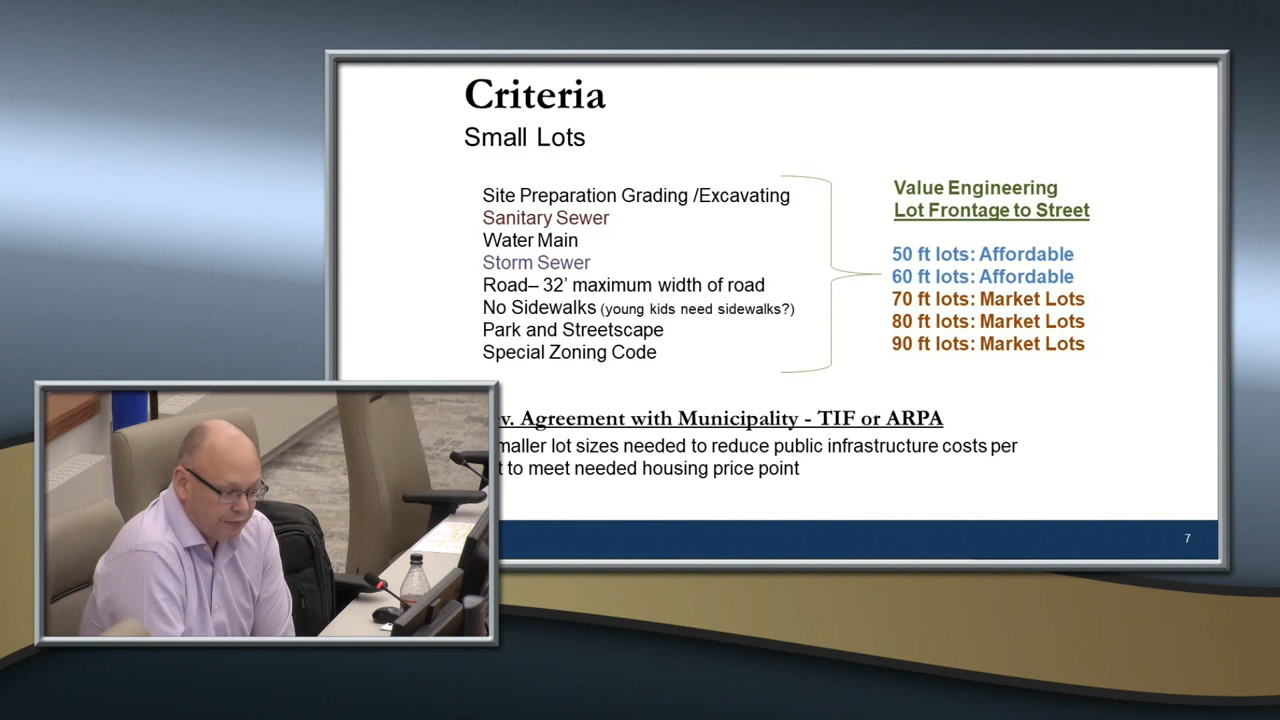 Criteria
Small Lots
Site Preparation Grading /Excavating
Sanitary Sewer
Water Main
Storm Sewer
Road– 32’ maximum width of road
No Sidewalks (young kids need sidewalks?)
Park and Streetscape
Special Zoning Code
Value Engineering
Lot Frontage to Street
50 ft lots: Affordable
60 ft lots: Affordable
70 ft lots: Market Lots
80 ft lots: Market Lots
90 ft lots: Market Lots
Agreement with Municipality - TIF or ARPA
lot sizes needed to reduce public infrastructure costs per
to meet needed housing price point
7